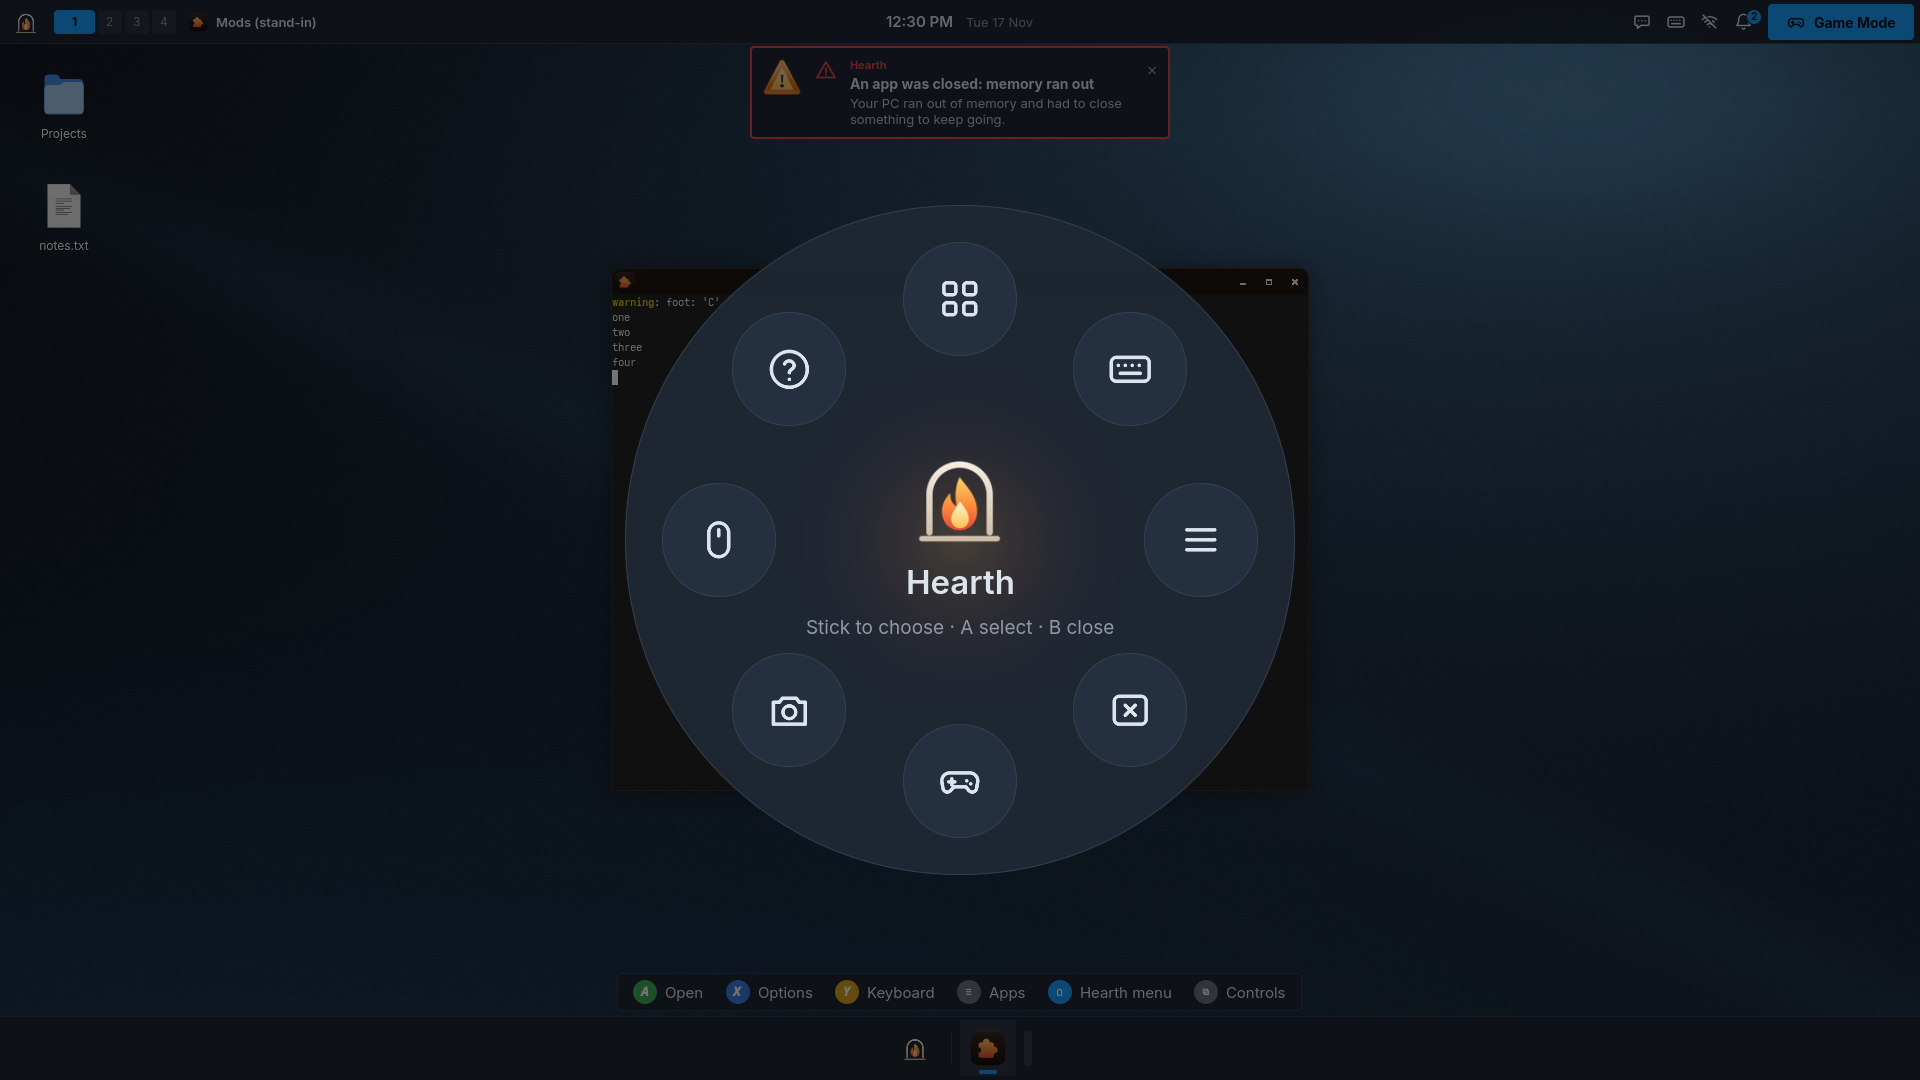 1 2 3 4 Mods (stand-in)
12:30 PM Tue 17 Nov
2
Game Mode
Hearth
An app was closed: memory ran out
Your PC ran out of memory and had to close
something to keep going.
Projects
notes.txt
warning: foot: 'C'
one
two
three
four
Hearth
Stick to choose · A select · B close
A Open X Options Y Keyboard Apps Hearth menu Controls